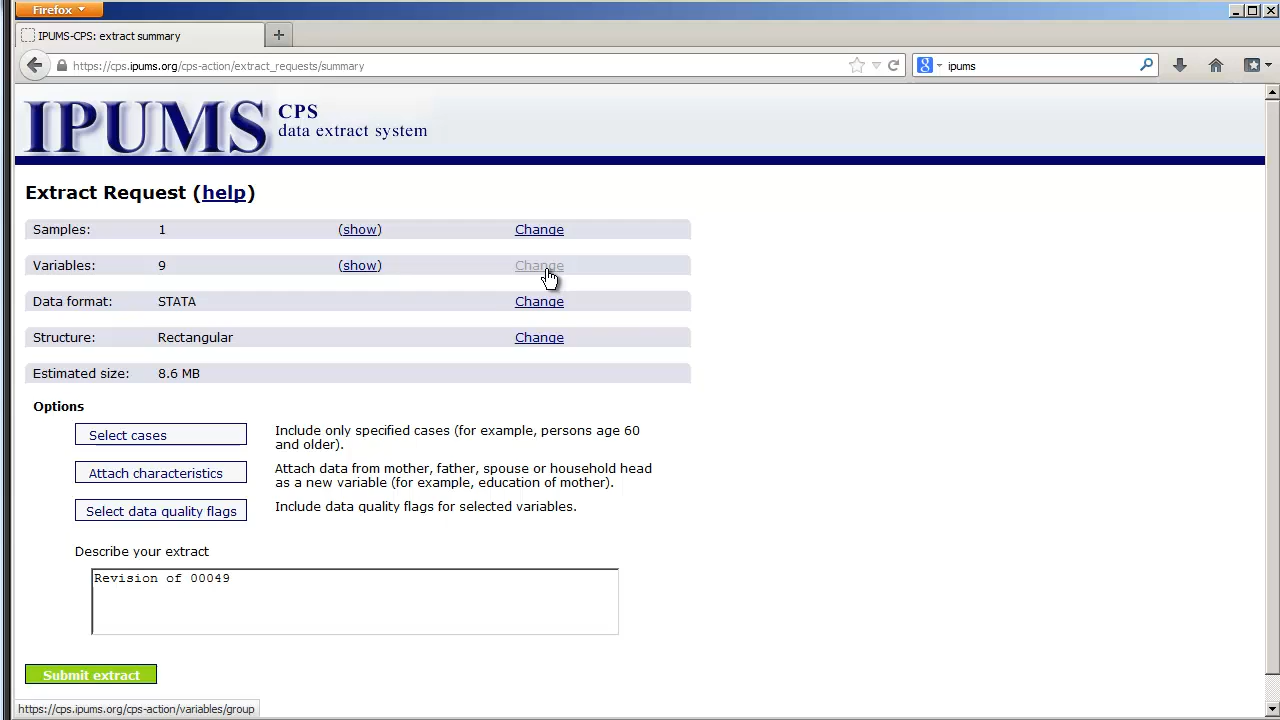 Firefox
IPUMS-CPS: extract summary
https://cps.ipums.org/cps-action/extract_requests/summary
ipums
IPUMS CPS
data extract system
Extract Request (help)
Samples: 1 (show) Change
Variables: 9 (show) Change
Data format: STATA Change
Structure: Rectangular Change
Estimated size: 8.6 MB
Options
Select cases
Include only specified cases (for example, persons age 60
and older).
Attach characteristics
Attach data from mother, father, spouse or household head
as a new variable (for example, education of mother).
Select data quality flags
Include data quality flags for selected variables.
Describe your extract
Revision of 00049
Submit extract
https://cps.ipums.org/cps-action/variables/group